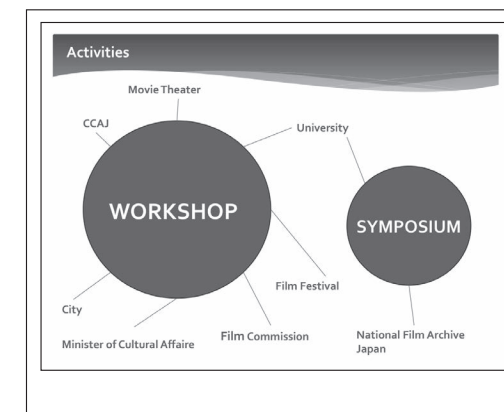 Activities
Movie Theater
CCAJ
University
WORKSHOP
SYMPOSIUM
Film Festival
City
Minister of Cultural Affaire
Film Commission
National Film Archive
Japan